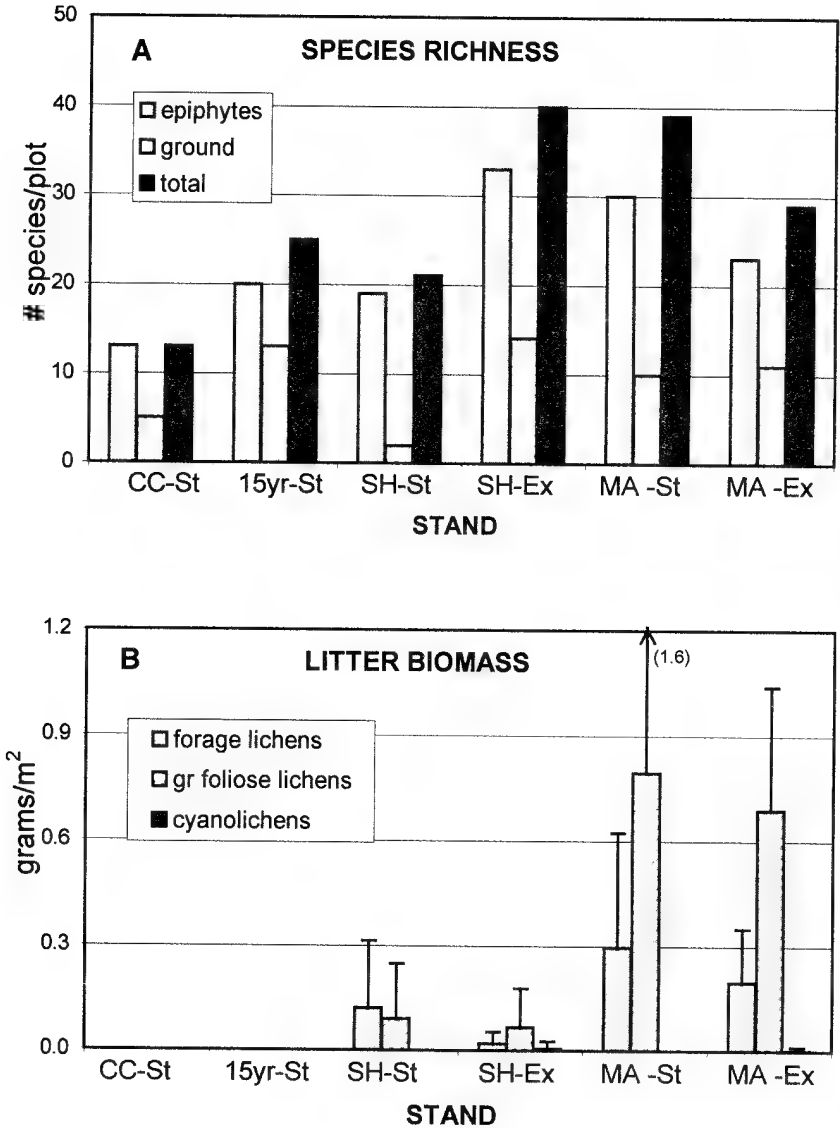 A SPECIES RICHNESS
50
40
30
20
10
0
# species/plot
epiphytes
ground
total
CC-St 15yr-St SH-St SH-Ex MA -St MA -Ex
STAND
B LITTER BIOMASS
1.2
0.9
0.6
0.3
0.0
grams/m²
(1.6)
forage lichens
gr foliose lichens
cyanolichens
CC-St 15yr-St SH-St SH-Ex MA -St MA -Ex
STAND